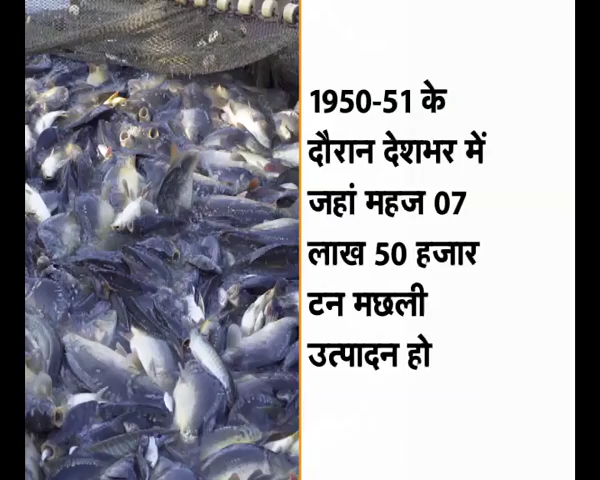 1950-51 के
दौरान देशभर में
जहां महज 07
लाख 50 हजार
टन मछली
उत्पादन हो